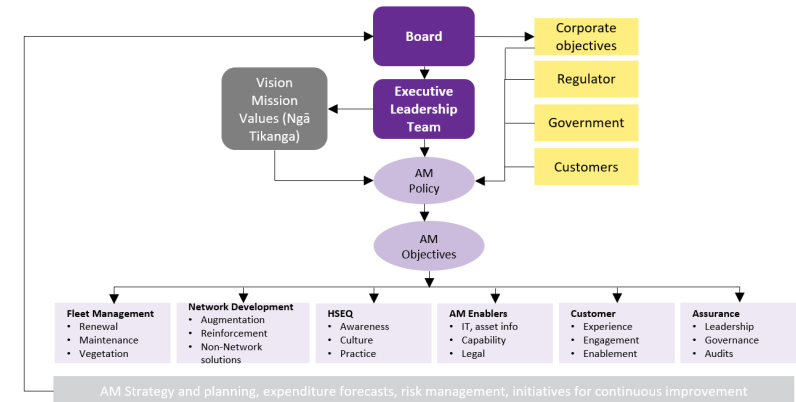 Board
Corporate
objectives
Regulator
Government
Customers
Vision
Mission
Values (Ngā
Tikanga)
Executive
Leadership
Team
AM
Policy
AM
Objectives
Fleet Management
• Renewal
• Maintenance
• Vegetation
Network Development
• Augmentation
• Reinforcement
• Non-Network
solutions
HSEQ
• Awareness
• Culture
• Practice
AM Enablers
• IT, asset info
• Capability
• Legal
Customer
• Experience
• Engagement
• Enablement
Assurance
• Leadership
• Governance
• Audits
AM Strategy and planning, expenditure forecasts, risk management, initiatives for continuous improvement